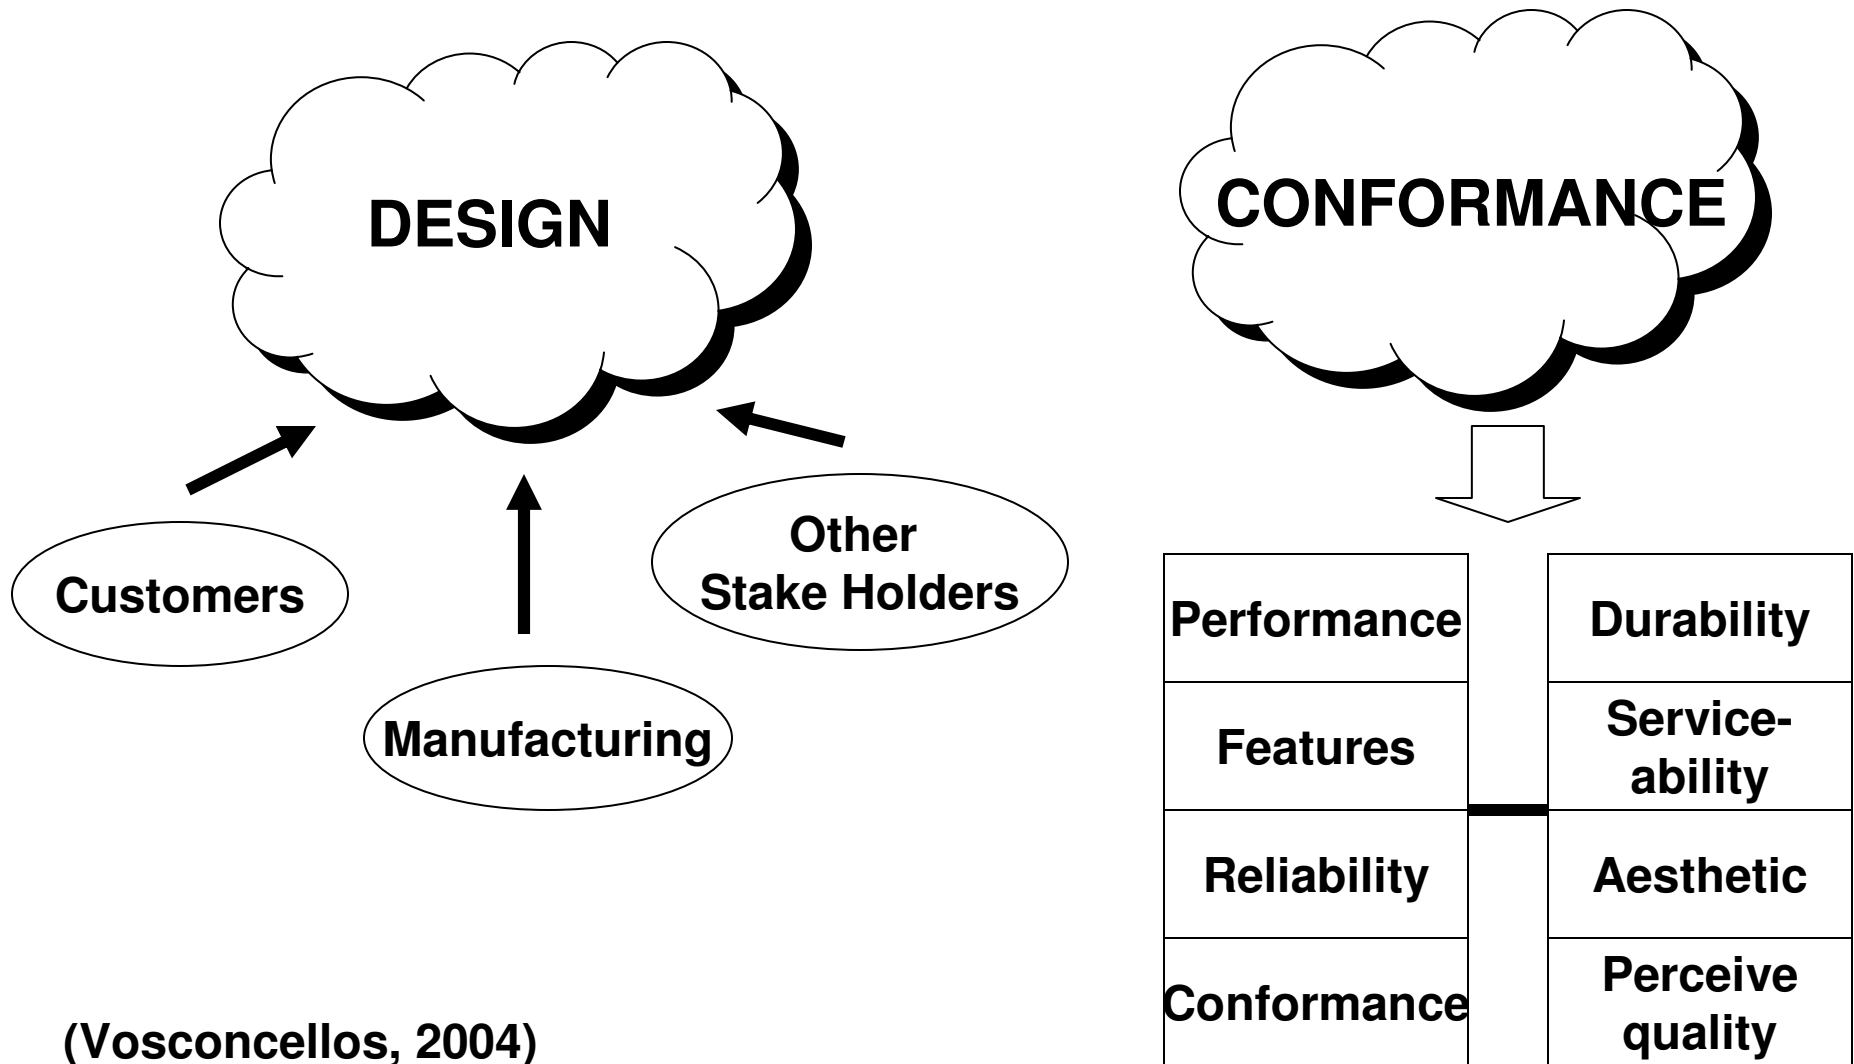 DESIGN
CONFORMANCE
Customers
Manufacturing
Other
Stake Holders
Performance
Features
Reliability
Conformance
Durability
Service-
ability
Aesthetic
Perceive
quality
(Vosconcellos, 2004)